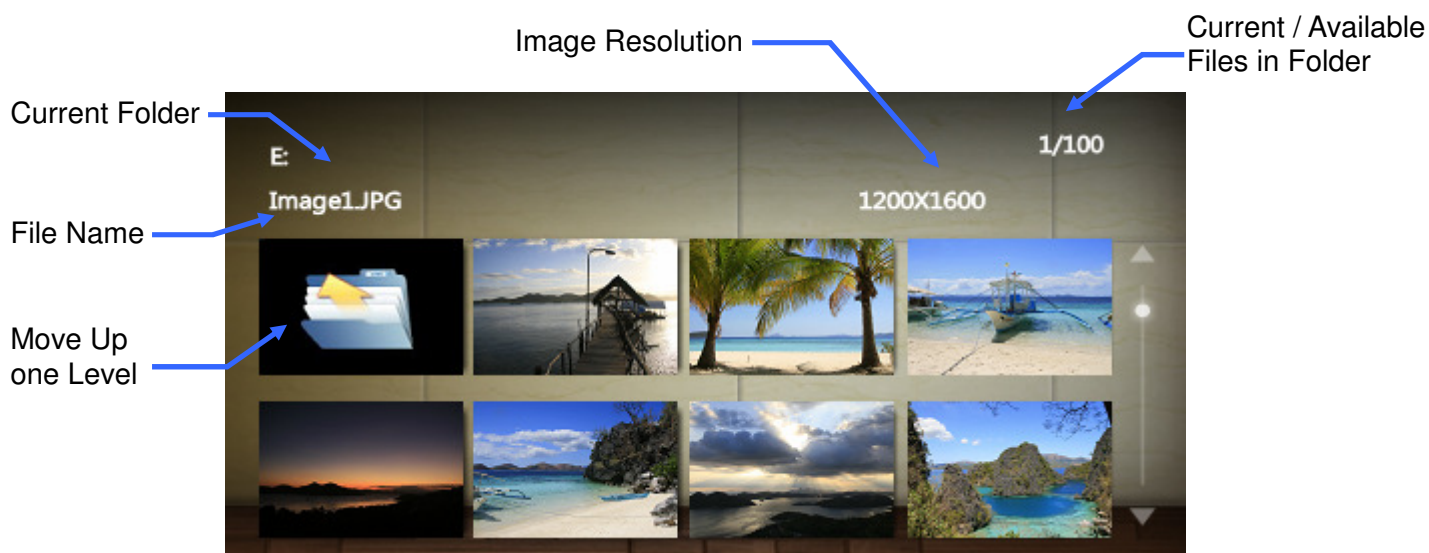 Image Resolution
Current / Available
Files in Folder
Current Folder
1/100
E:
Image1.JPG
1200X1600
File Name
Move Up
one Level